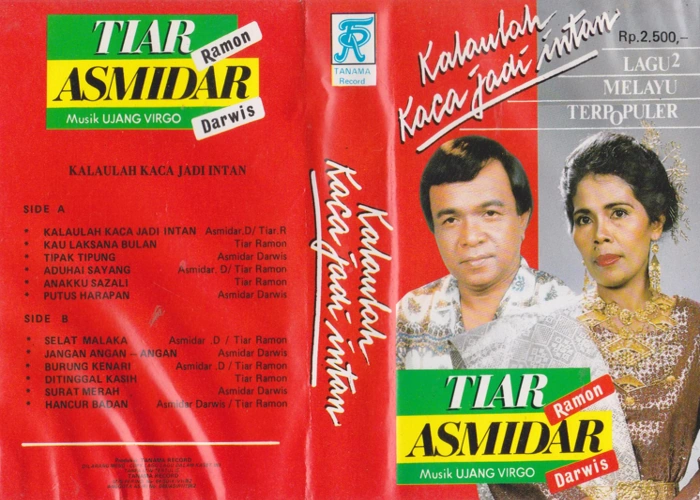 TIAR
Ramon
ASMIDAR
Darwis
Musik UJANG VIRGO
KALAULAH KACA JADI INTAN
SIDE A
* KALAULAH KACA JADI INTAN Asmidar.D/ Tiar.R
* KAU LAKSANA BULAN Tiar Ramon
* TIPAK TIPUNG Asmidar Darwis
* ADUHAI SAYANG Asmidar. D/ Tiar Ramon
* ANAKKU SAZALI Tiar Ramon
* PUTUS HARAPAN Asmidar Darwis
SIDE B
* SELAT MALAKA Asmidar .D / Tiar Ramon
* JANGAN ANGAN – ANGAN Asmidar Darwis
* BURUNG KENARI Asmidar .D / Tiar Ramon
* DITINGGAL KASIH Tiar Ramon
* SURAT MERAH Asmidar Darwis
* HANCUR BADAN Asmidar Darwis / Tiar Ramon
TANAMA RECORD
TANAMA
Record
Kalaulah
Kaca jadi intan
Kalaulah
Kaca jadi intan
Rp.2.500,-
LAGU2
MELAYU
TERPOPULER
TIAR
Ramon
ASMIDAR
Darwis
Musik UJANG VIRGO